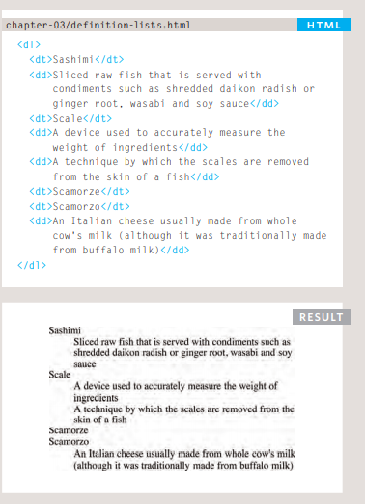 chapter-03/definition-lists.html
HTML
<dl>
<dt>Sashimi</dt>
<dd>Sliced raw fish that is served with
condiments such as shredded daikon radish or
ginger root, wasabi and soy sauce</dd>
<dt>Scale</dt>
<dd>A device used to accurately measure the
weight of ingredients</dd>
<dd>A technique by which the scales are removed
from the skin of a fish</dd>
<dt>Scamorze</dt>
<dt>Scamorzo</dt>
<dd>An Italian cheese usually made from whole
cow's milk (although it was traditionally made
from buffalo milk)</dd>
</dl>
RESULT
Sashimi
Sliced raw fish that is served with condiments such as
shredded daikon radish or ginger root, wasabi and soy
sauce
Scale
A device used to accurately measure the weight of
ingredients
A technique by which the scales are removed from the
skin of a fish
Scamorze
Scamorzo
An Italian cheese usually made from whole cow's milk
(although it was traditionally made from buffalo milk)